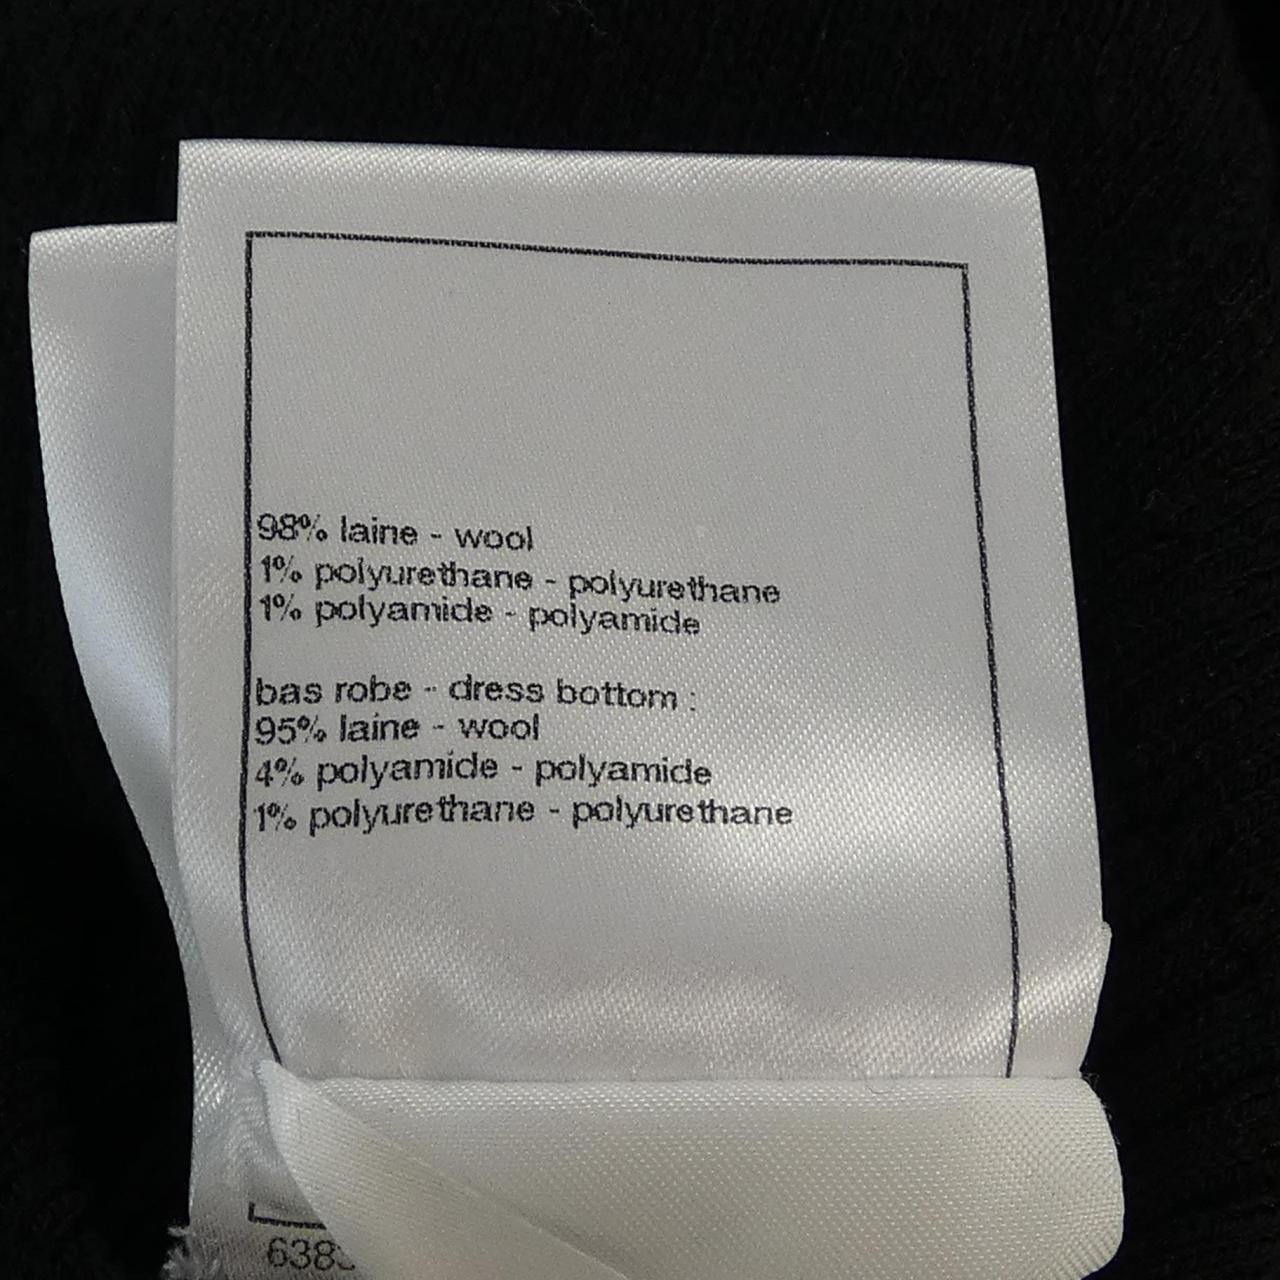 98% laine - wool
1% polyurethane - polyurethane
1% polyamide - polyamide
bas robe - dress bottom :
95% laine - wool
4% polyamide - polyamide
1% polyurethane - polyurethane